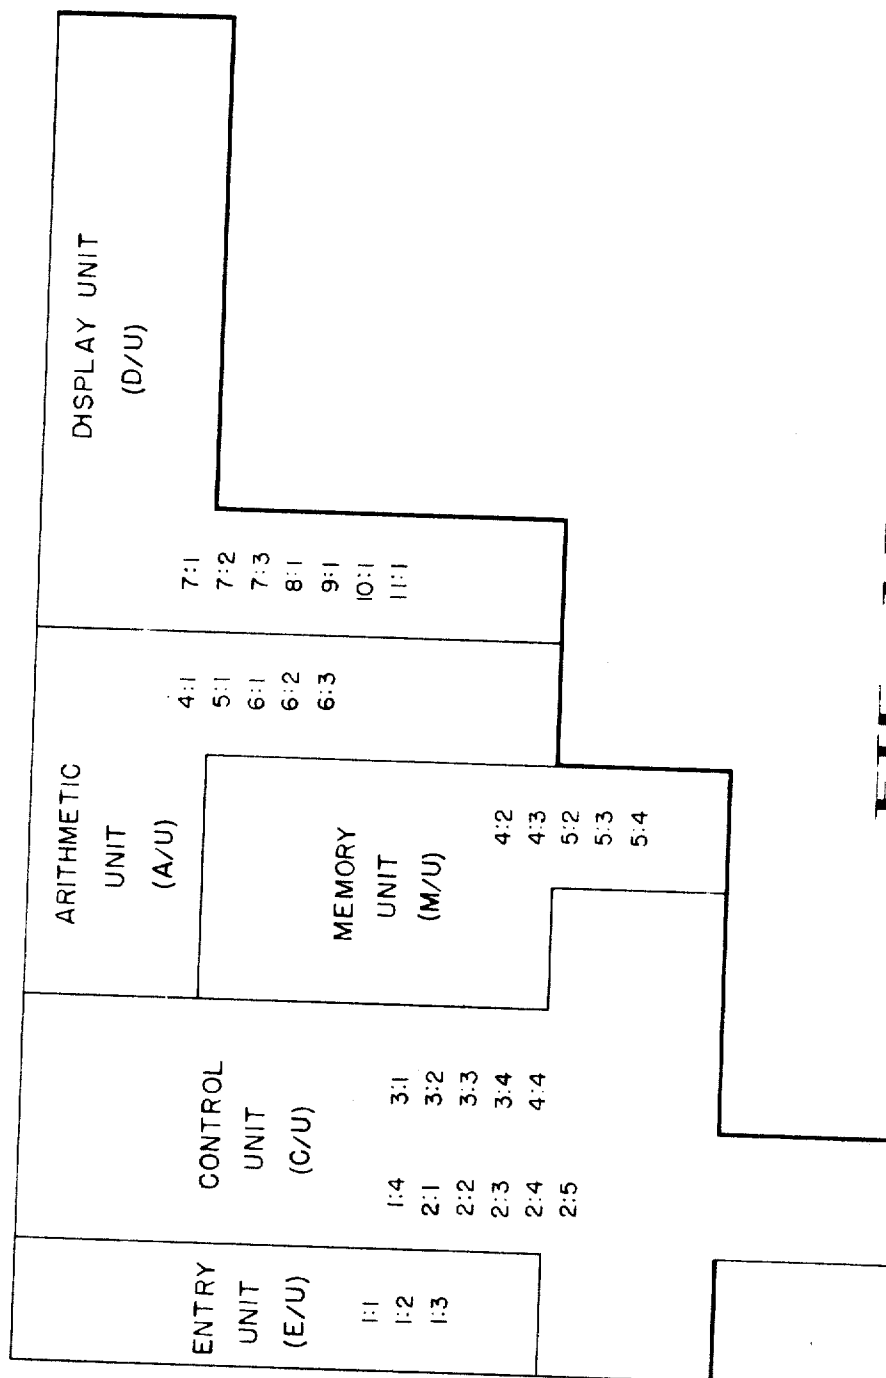 ENTRY
UNIT
(E/U)
1:1
1:2
1:3
CONTROL
UNIT
(C/U)
1:4
2:1
2:2
2:3
2:4
2:5
3:1
3:2
3:3
3:4
4:4
ARITHMETIC
UNIT
(A/U)
4:1
5:1
6:1
6:2
6:3
MEMORY
UNIT
(M/U)
4:2
4:3
5:2
5:3
5:4
DISPLAY UNIT
(D/U)
7:1
7:2
7:3
8:1
9:1
10:1
11:1